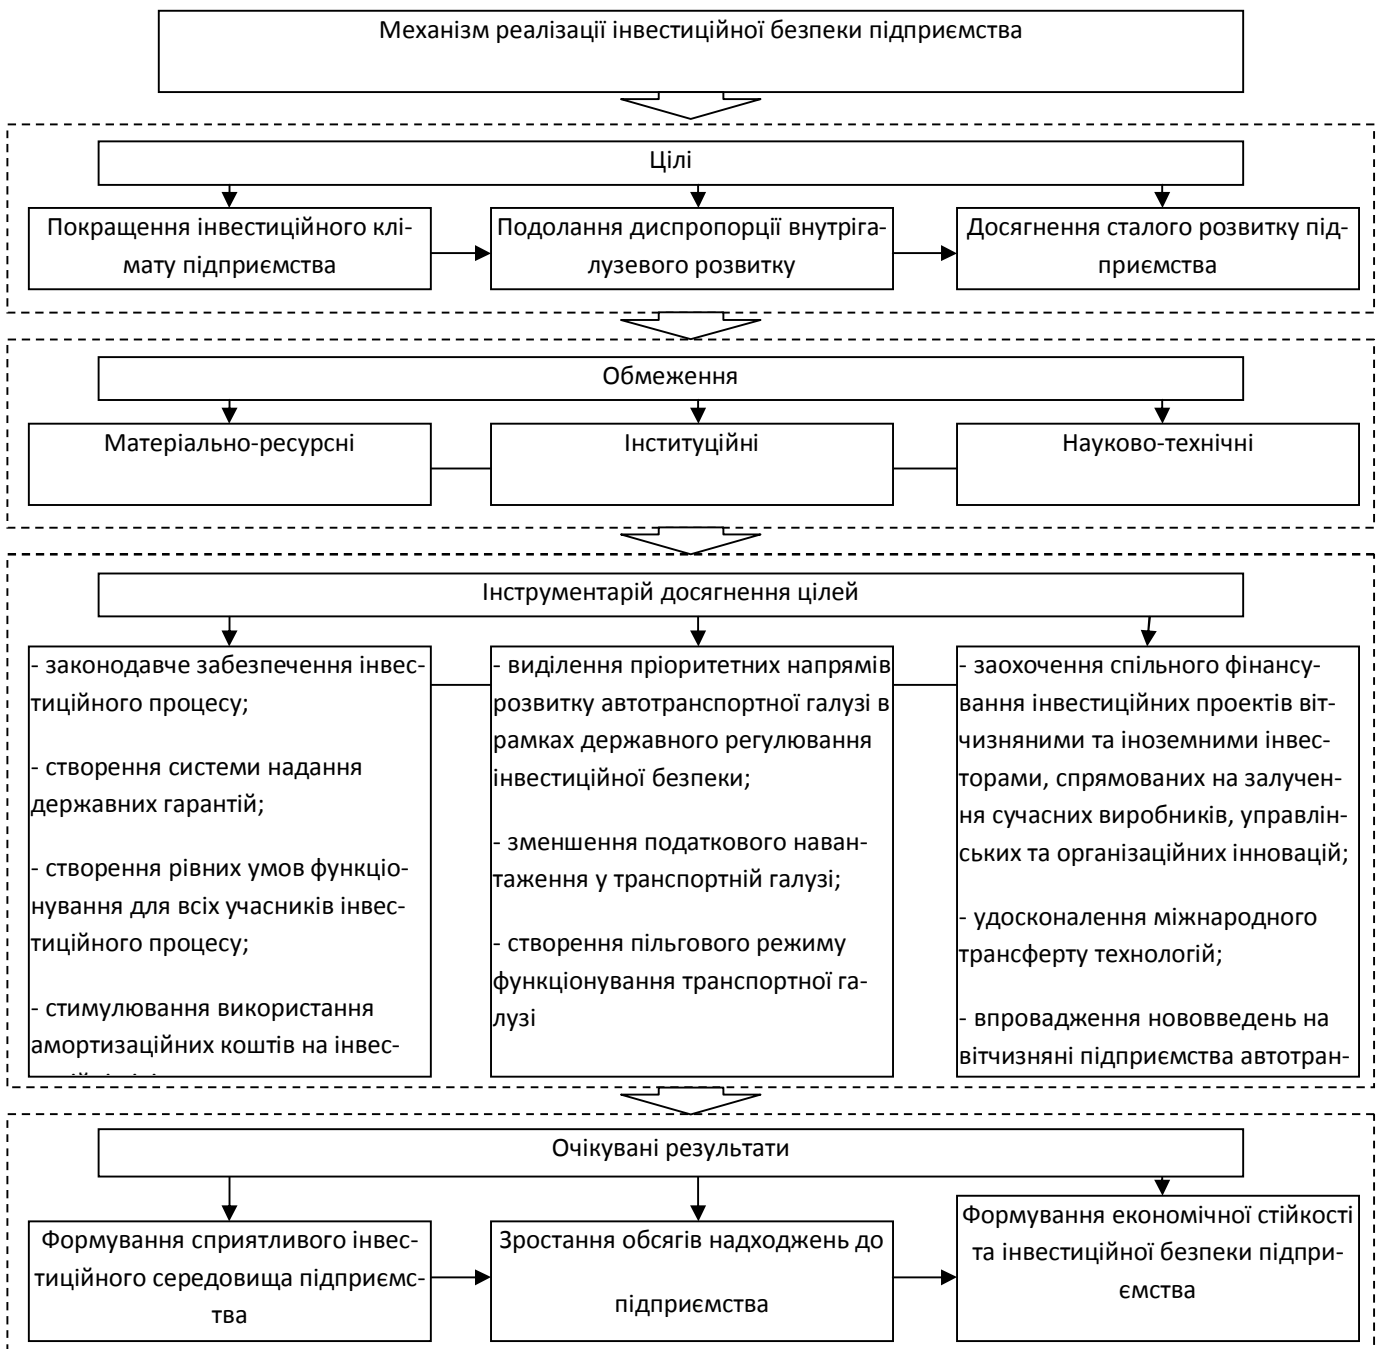 Механізм реалізації інвестиційної безпеки підприємства
Цілі
Покращення інвестиційногоклі-
мату підприємства
Подолання диспропорції внутріга-
лузевого розвитку
Досягнення сталого розвитку під-
приємства
Обмеження
Матеріально-ресурсні
Інституційні
Науково-технічні
Інструментарій досягнення цілей
- законодавче забезпечення інвес-
тиційного процесу;
- створення системи надання
державних гарантій;
- створення рівних умов функціо-
нування для всіх учасників інвес-
тиційного процесу;
- стимулювання використання
амортизаційних коштів на інвес-
- виділення пріоритетних напрямів
розвитку автотранспортної галузі в
рамках державного регулювання
інвестиційної безпеки;
- зменшення податкового наван-
таження у транспортній галузі;
- створення пільгового режиму
функціонування транспортної га-
лузі
- заохочення спільного фінансу-
вання інвестиційних проектів віт-
чизняними та іноземними інвес-
торами, спрямованих на залучен-
ня сучасних виробників, управлін-
ських та організаційних інновацій;
- удосконалення міжнародного
трансферту технологій;
- впровадження нововведень на
вітчизняні підприємства автотран-
Очікувані результати
Формування сприятливого інвес-
тиційного середовища підприємс-
тва
Зростання обсягів надходжень до
підприємства
Формування економічної стійкості
та інвестиційної безпеки підпри-
ємства